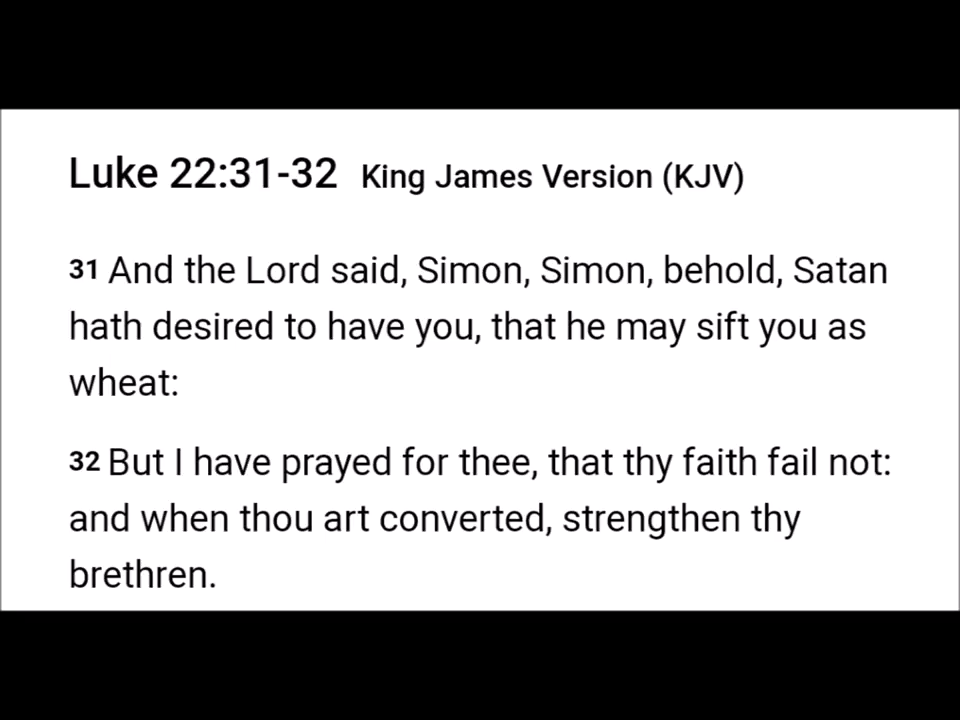 Luke 22:31-32 King James Version (KJV)
31 And the Lord said, Simon, Simon, behold, Satan
hath desired to have you, that he may sift you as
wheat:
32 But I have prayed for thee, that thy faith fail not:
and when thou art converted, strengthen thy
brethren.